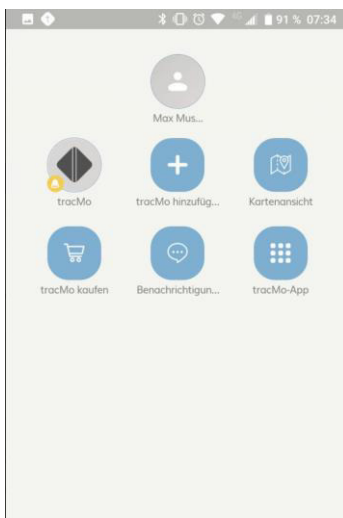 91 % 07:34
Max Mus...
tracMo
tracMo hinzufüg...
Kartenansicht
tracMo kaufen
Benachrichtigun...
tracMo-App